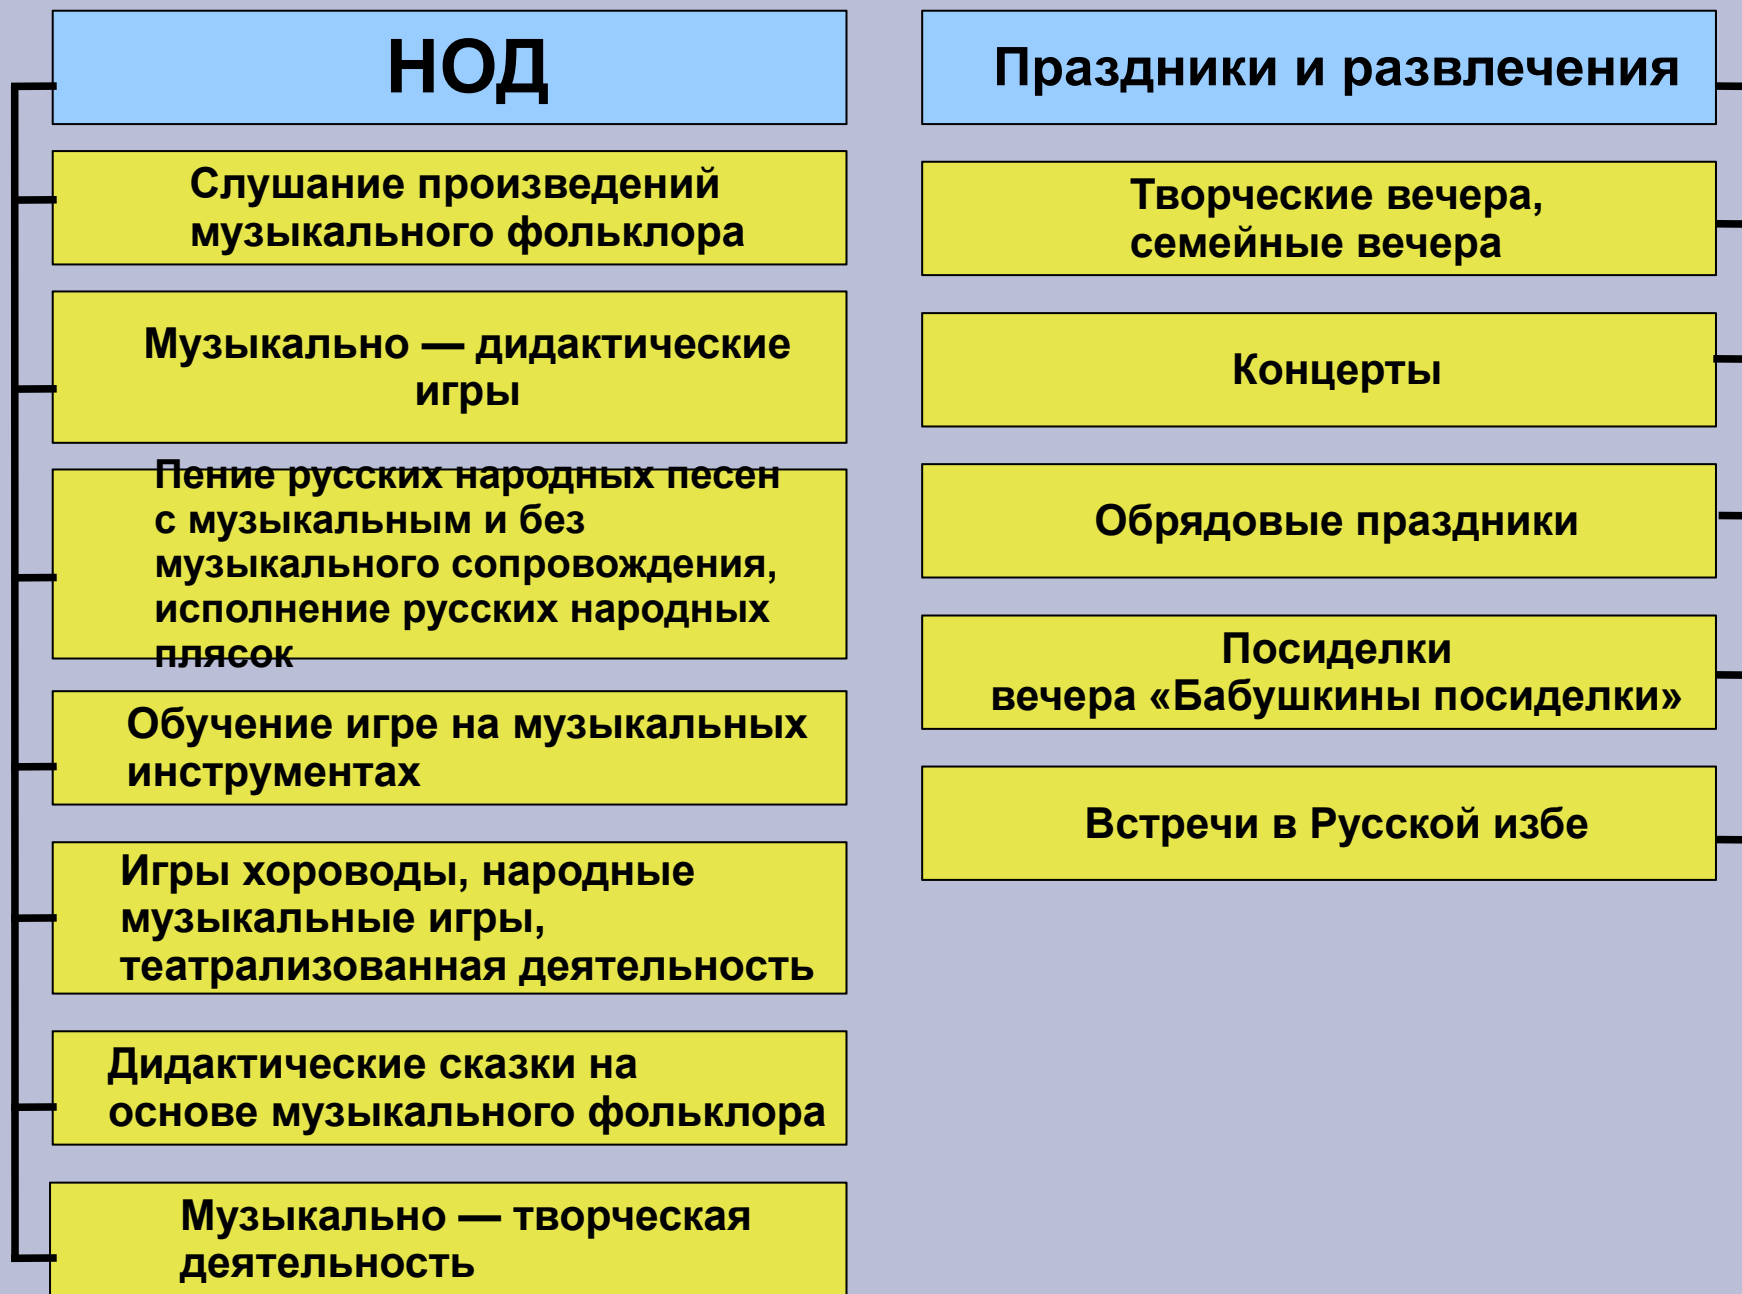 НОД
Слушание произведений
музыкального фольклора
Музыкально — дидактические
игры
Пение русских народных песен
с музыкальным и без
музыкального сопровождения,
исполнение русских народных
плясок
Обучение игре на музыкальных
инструментах
Игры хороводы, народные
музыкальные игры,
театрализованная деятельность
Дидактические сказки на
основе музыкального фольклора
Музыкально — творческая
деятельность
Праздники и развлечения
Творческие вечера,
семейные вечера
Концерты
Обрядовые праздники
Посиделки
вечера «Бабушкины посиделки»
Встречи в Русской избе